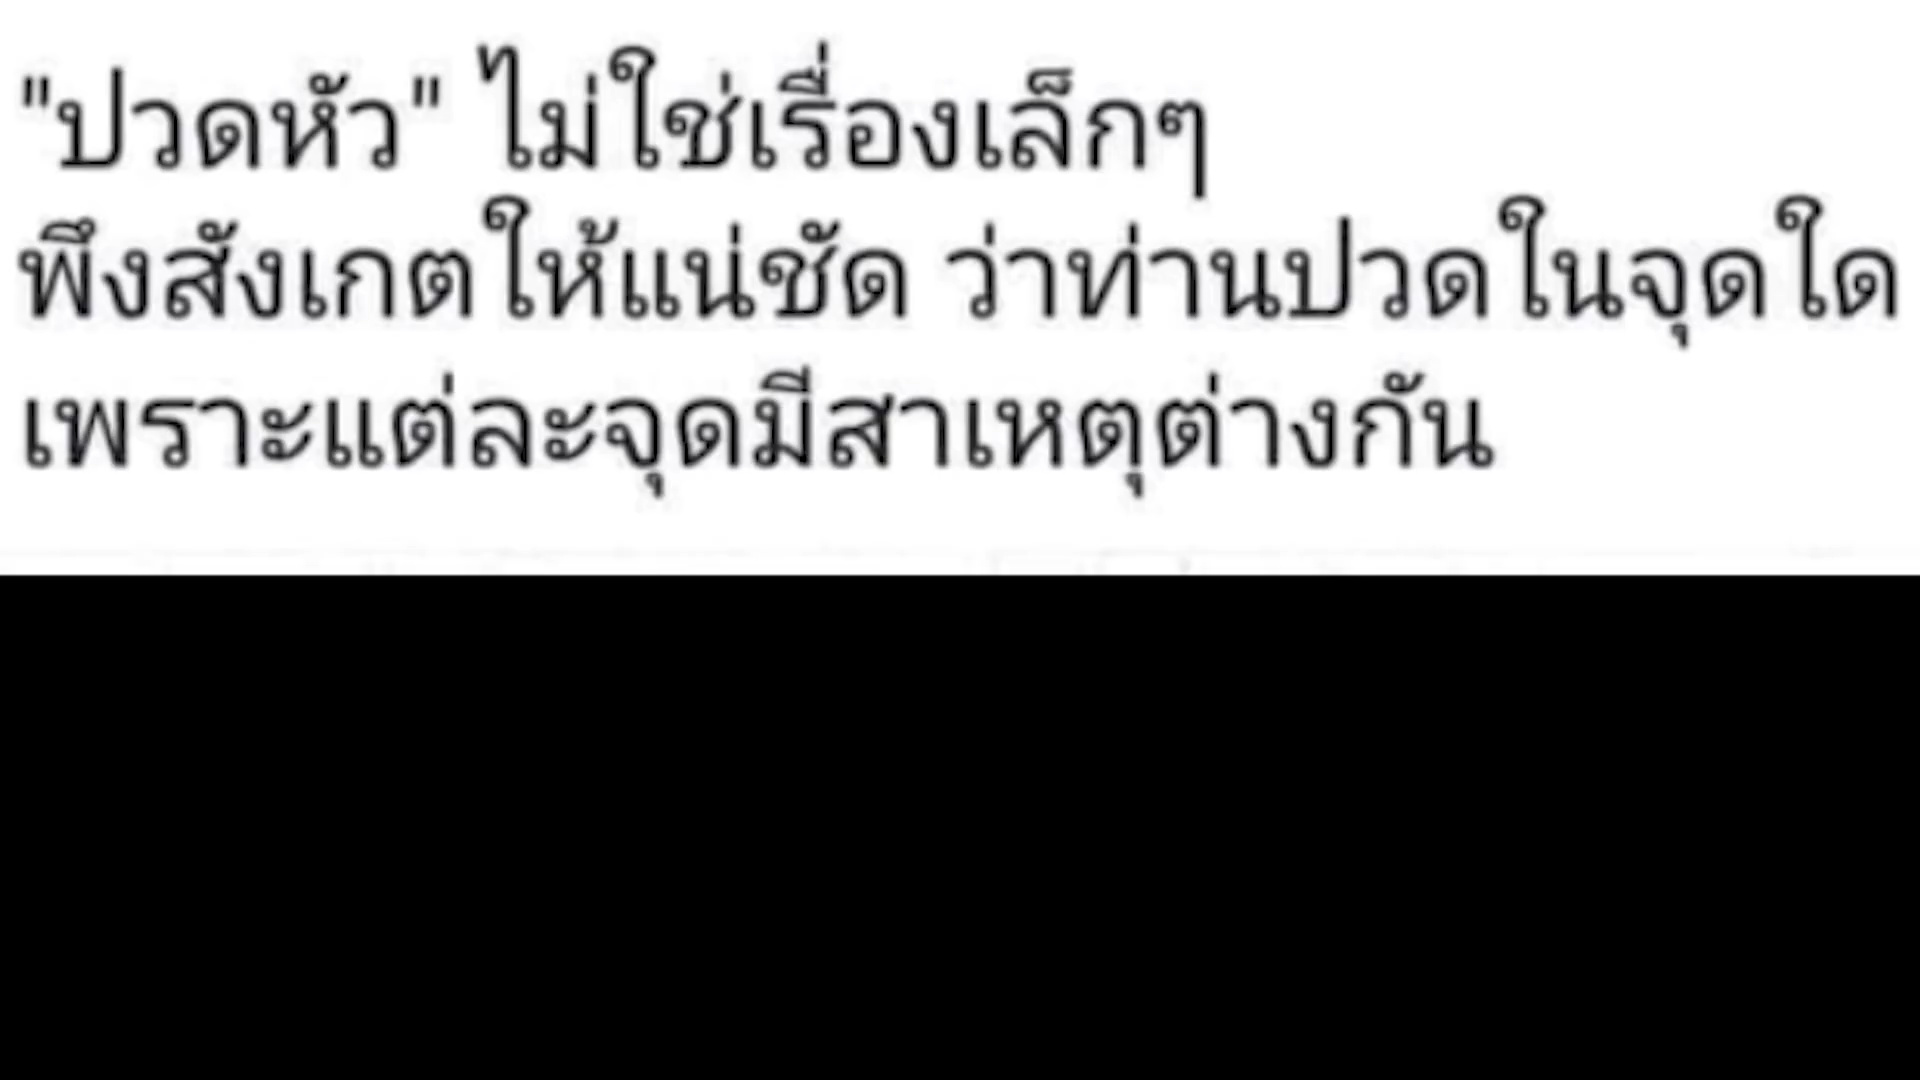 "ปวดหัว" ไม่ใช่เรื่องเล็กๆ
พึงสังเกตให้แน่ชัด ว่าท่านปวดในจุดใด
เพราะแต่ละจุดมีสาเหตุต่างกัน